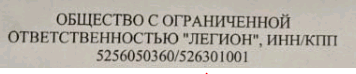 ОБЩЕСТВО С ОГРАНИЧЕННОЙ
ОТВЕТСТВЕННОСТЬЮ "ЛЕГИОН", ИНН/КПП
5256050360/526301001